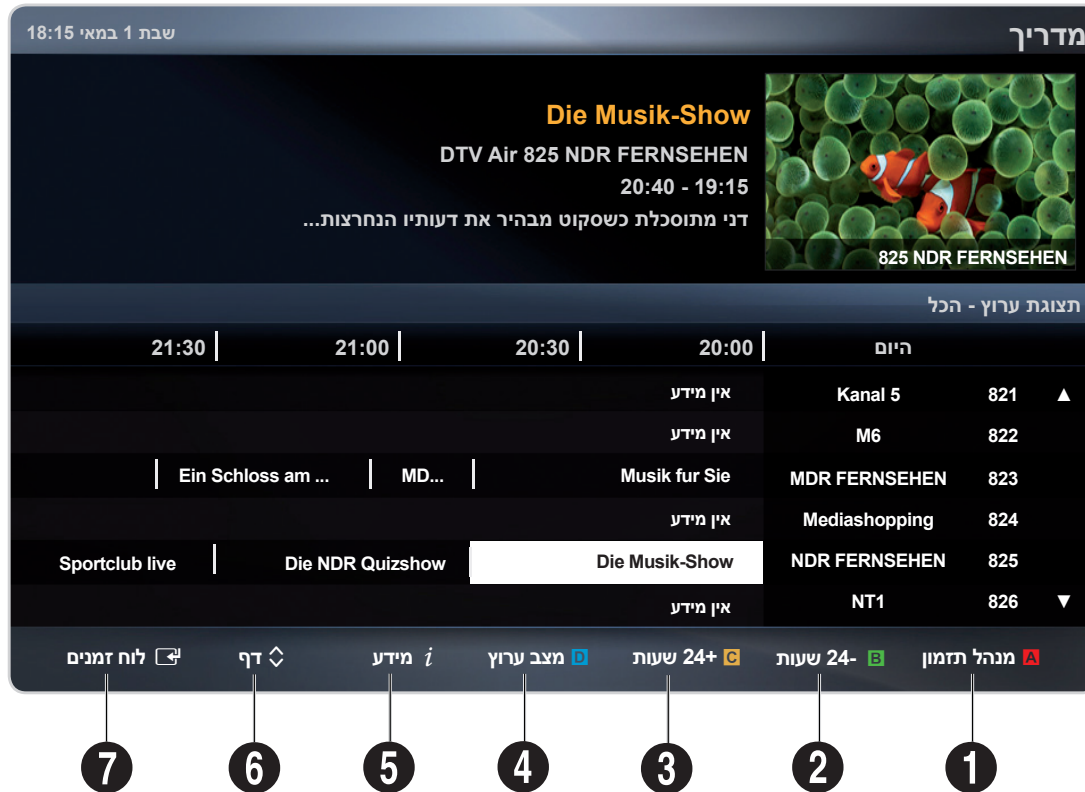 מדריך
שבת 1 במאי 18:15
Die Musik-Show
DTV Air 825 NDR FERNSEHEN
20:40 - 19:15
דני מתוסכלת כשסקוט מבהיר את דעותיו הנחרצות...
825 NDR FERNSEHEN
תצוגת ערוץ - הכל
היום 20:00 20:30 21:00 21:30
▲ 821 Kanal 5 אין מידע
822 M6 אין מידע
823 MDR FERNSEHEN Musik fur Sie MD... Ein Schloss am ...
824 Mediashopping אין מידע
825 NDR FERNSEHEN Die Musik-Show Die NDR Quizshow Sportclub live
▼ 826 NT1 אין מידע
A מנהל תזמון B -24 שעות C +24 שעות D מצב ערוץ i מידע דף לוח זמנים
1 2 3 4 5 6 7